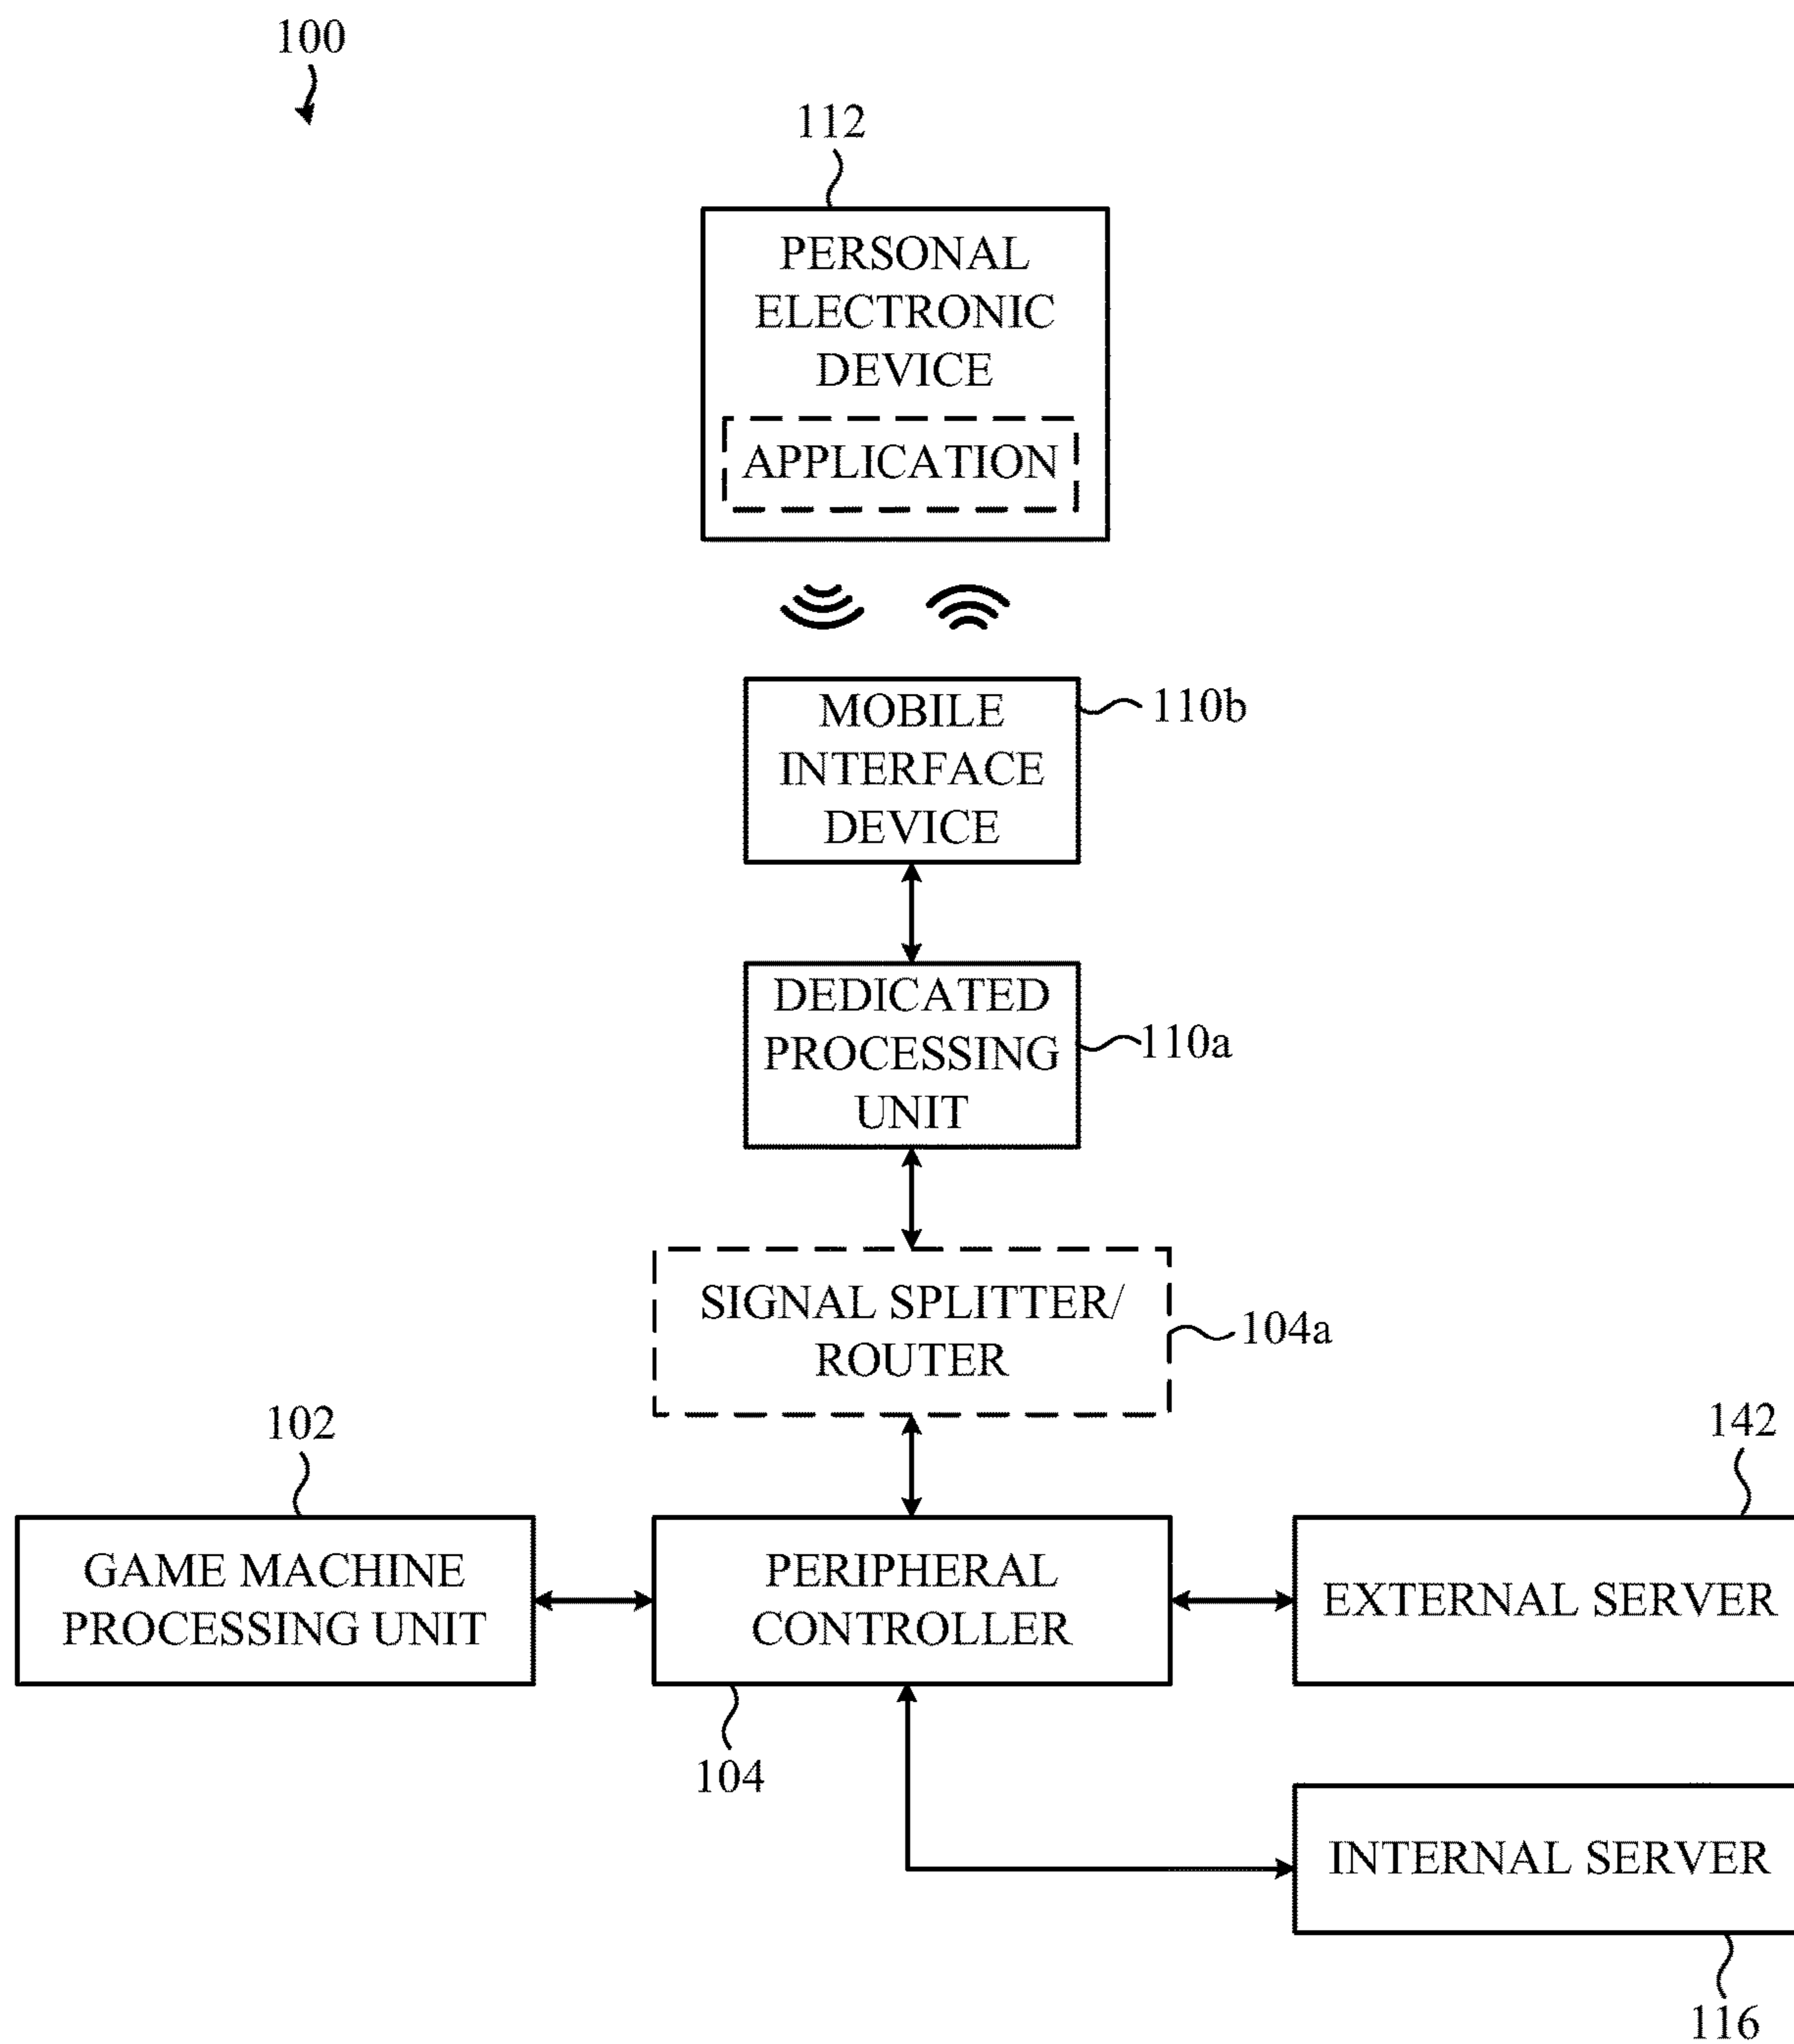 100
112
PERSONAL
ELECTRONIC
DEVICE
APPLICATION
MOBILE
INTERFACE
DEVICE
110b
DEDICATED
PROCESSING
UNIT
110a
SIGNAL SPLITTER/
ROUTER
104a
102
142
GAME MACHINE
PROCESSING UNIT
PERIPHERAL
CONTROLLER
EXTERNAL SERVER
104
INTERNAL SERVER
116